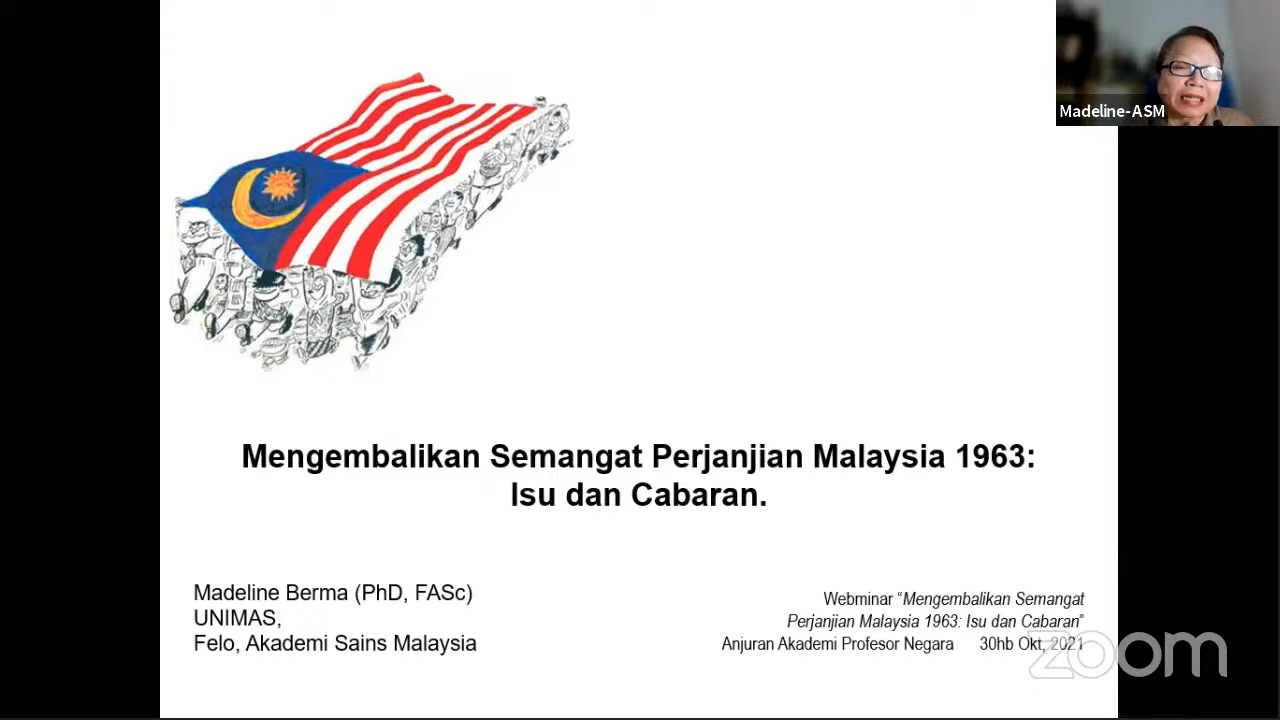 Madeline-ASM
Mengembalikan Semangat Perjanjian Malaysia 1963:
Isu dan Cabaran.
Madeline Berma (PhD, FASc)
UNIMAS,
Felo, Akademi Sains Malaysia
Webminar “Mengembalikan Semangat
Perjanjian Malaysia 1963: Isu dan Cabaran”
Anjuran Akademi Profesor Negara 30hb Okt, 2021
zoom